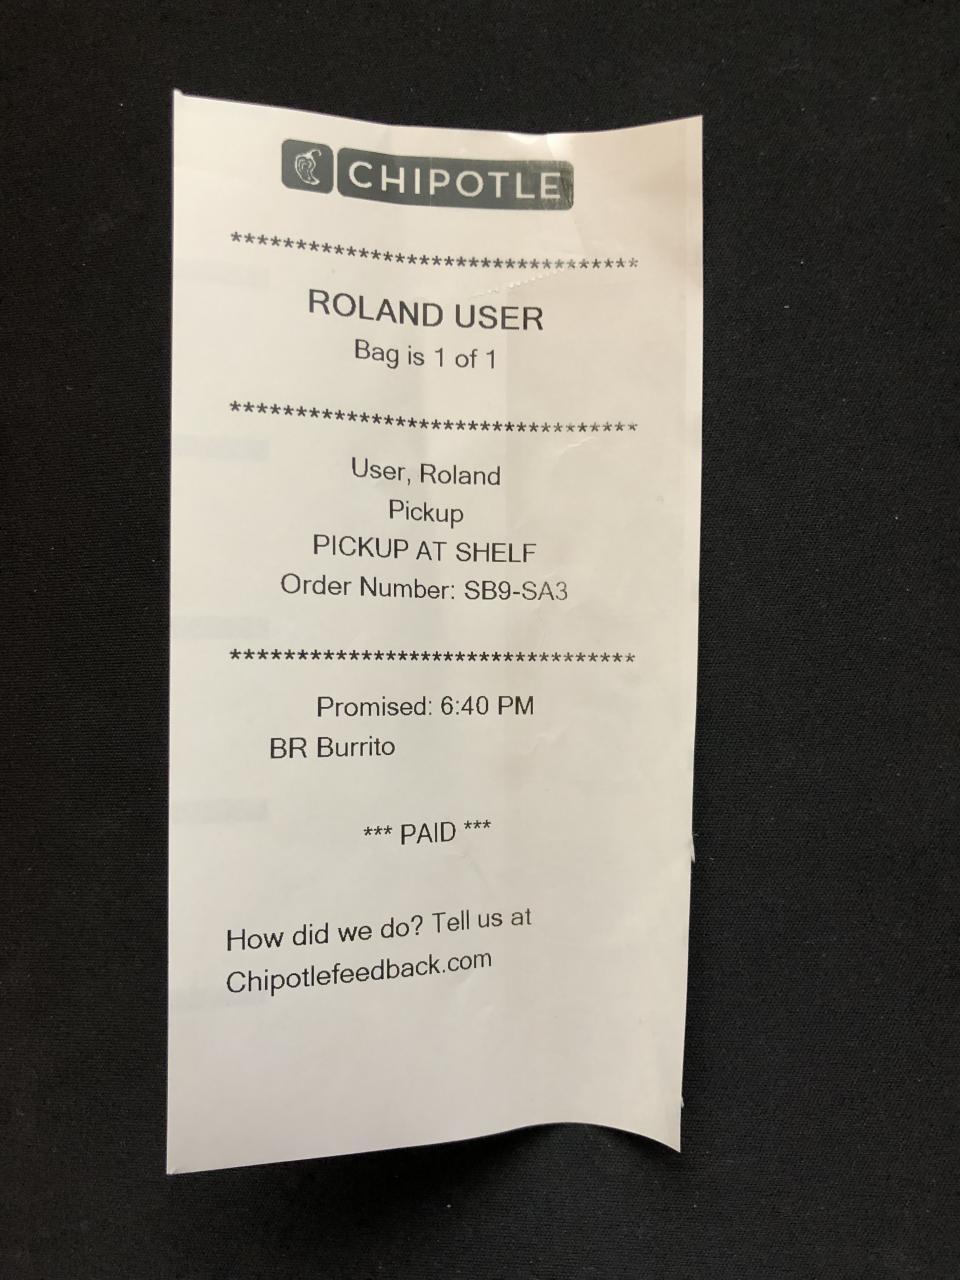 CHIPOTLE
********************************
ROLAND USER
Bag is 1 of 1
********************************
User, Roland
Pickup
PICKUP AT SHELF
Order Number: SB9-SA3
********************************
Promised: 6:40 PM
BR Burrito
*** PAID ***
How did we do? Tell us at
Chipotlefeedback.com